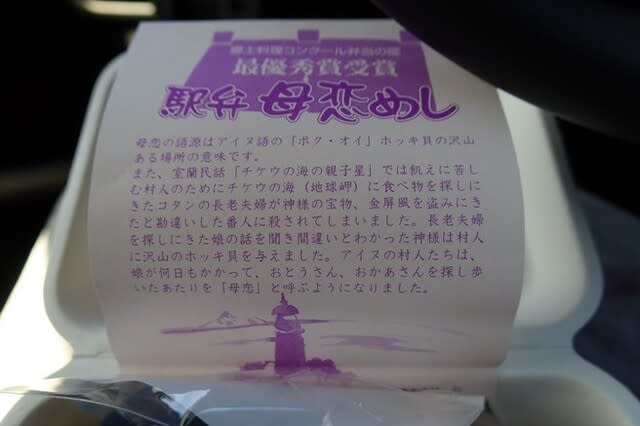 郷土料理コンクール弁当の部
最優秀賞受賞
駅弁 母恋めし
母恋の語源はアイヌ語の「ポク・オイ」ホッキ貝の沢山
ある場所の意味です。
また、室蘭民話「チケウの海の親子星」では飢えに苦し
む村人のためにチケウの海（地球岬）に食べ物を探しに
きたコタンの長老夫婦が神様の宝物、金屏風を盗みにき
たと勘違いした番人に殺されてしまいました。長老夫婦
を探しにきた娘の話を聞き間違いとわかった神様は村人
に沢山のホッキ貝を与えました。アイヌの村人たちは、
娘が何日もかかって、おとうさん、おかあさんを探し歩
いたあたりを「母恋」と呼ぶようになりました。